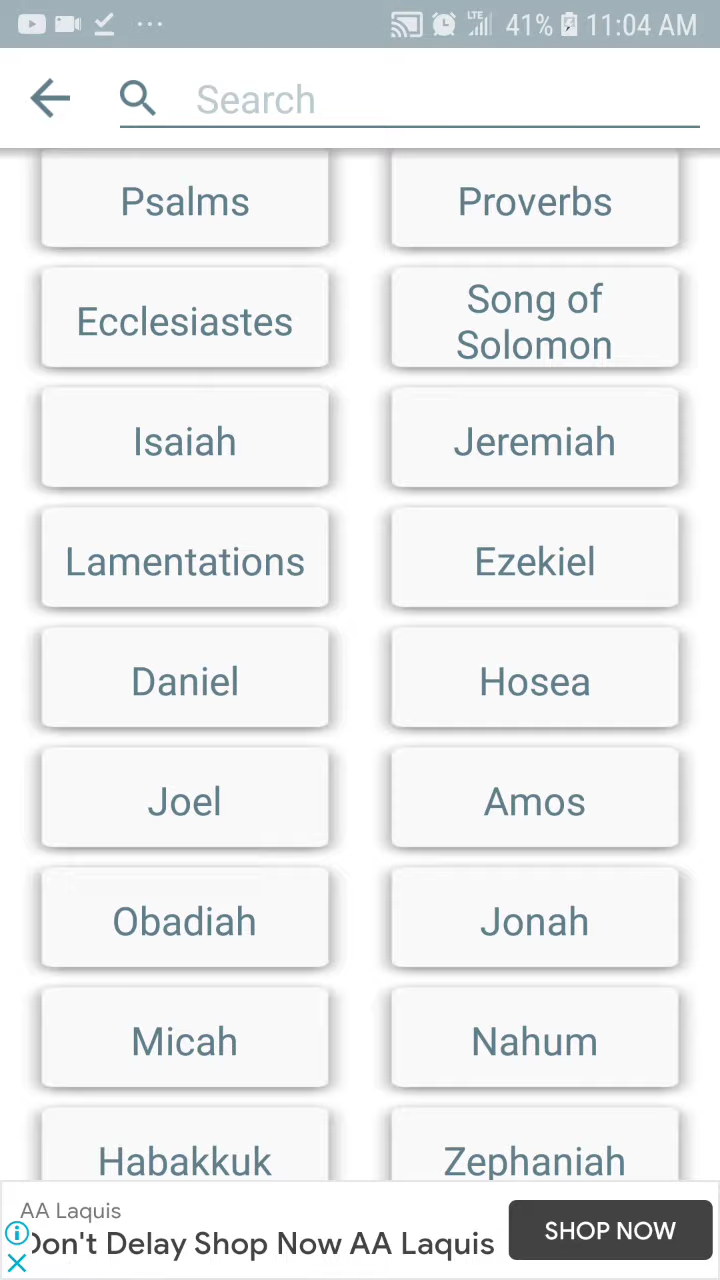 LTE 41% 11:04 AM
Search
Psalms Proverbs
Ecclesiastes Song of
Solomon
Isaiah Jeremiah
Lamentations Ezekiel
Daniel Hosea
Joel Amos
Obadiah Jonah
Micah Nahum
Habakkuk Zephaniah
AA Laquis
Don't Delay Shop Now AA Laquis
SHOP NOW